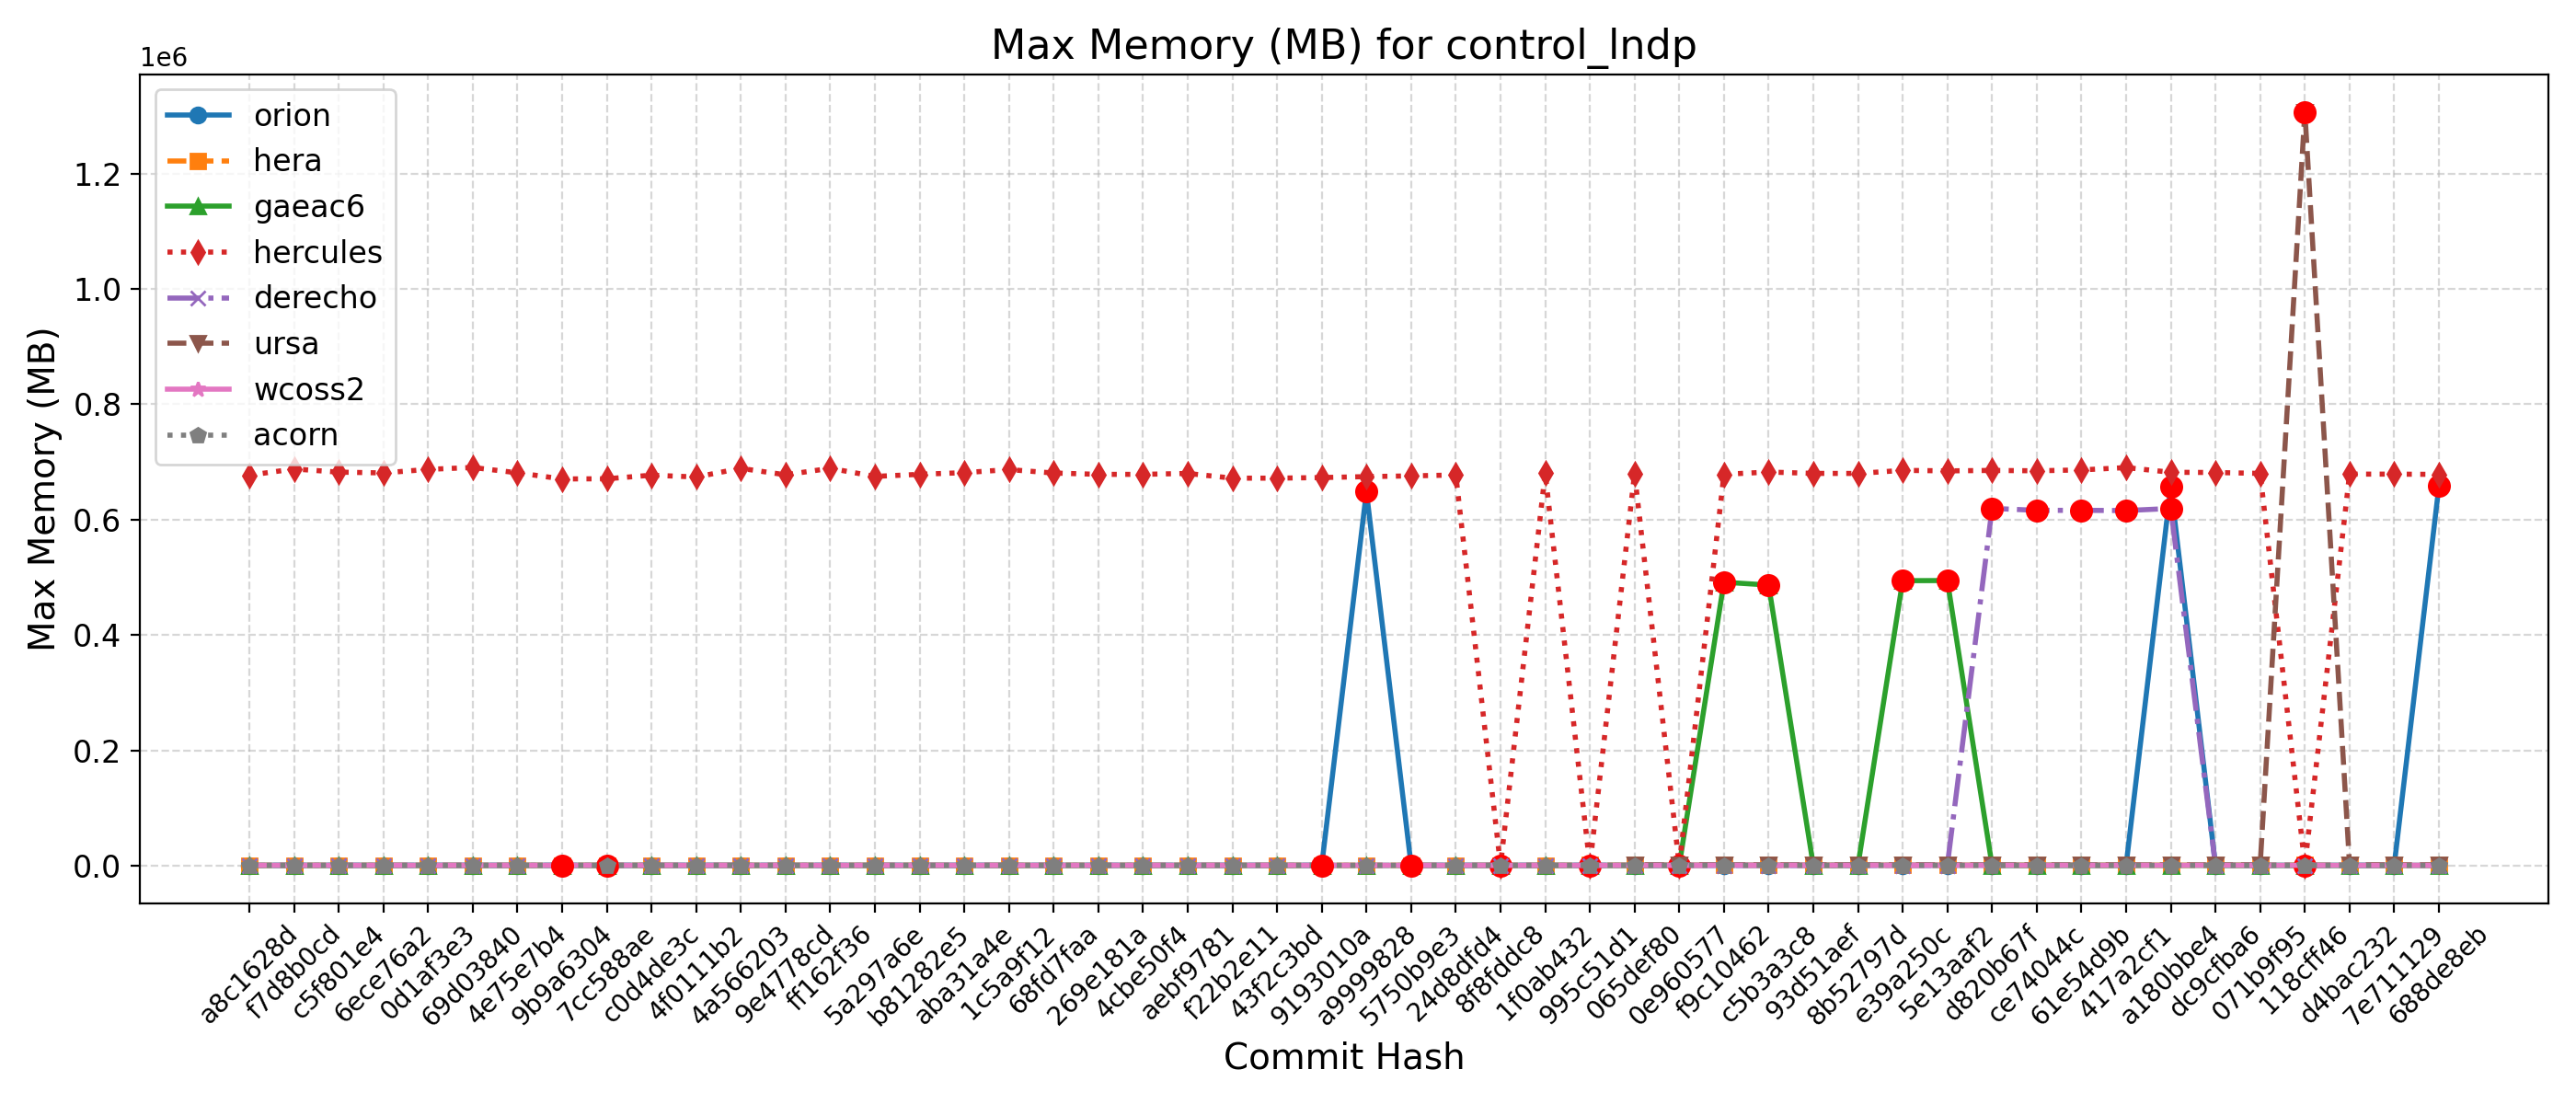 Max Memory (MB) for control_lndp
1e6
orion
hera
gaeac6
hercules
derecho
ursa
wcoss2
acorn
1.2
1.0
0.8
0.6
0.4
0.2
0.0
Max Memory (MB)
a8c1628d
f7d8b0cd
c5f801e4
6ece76a2
0d1af3e3
69d03840
4e75e7b4
9b9a6304
7cc588ae
c0d4de3c
4f0111b2
4a566203
9e4778cd
ff162f36
5a297a6e
b81282e5
aba31a4e
1c5a9f12
68fd7faa
269e181a
4cbe50f4
aebf9781
f22b2e11
43f2c3bd
9193010a
a9999828
5750b9e3
24d8dfd4
8f8fddc8
1f0ab432
995c51d1
065def80
0e960577
f9c10462
c5b3a3c8
93d51aef
8b52797d
e39a250c
5e13aaf2
d820b67f
ce74044c
61e54d9b
417a2cf1
a180bbe4
dc9cfba6
071b9f95
118cff46
d4bac232
7e711129
688de8eb
Commit Hash